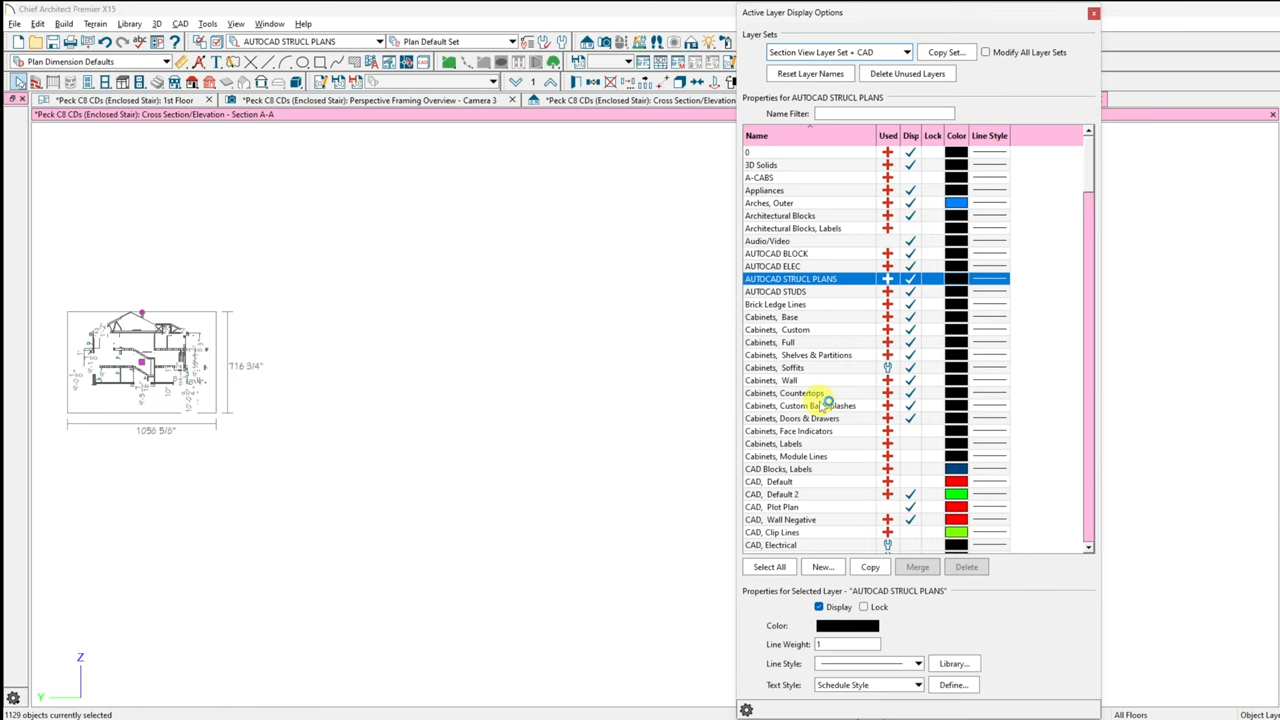 Chief Architect Premier X15
File Edit Build Terrain Library 3D CAD Tools View Window Help
AUTOCAD STRUCL PLANS Plan Default Set
Plan Dimension Defaults
*Peck C8 CDs (Enclosed Stair): 1st Floor *Peck C8 CDs (Enclosed Stair): Perspective Framing Overview - Camera 3 *Peck C8 CDs (Enclosed Stair): Cross Section/Elevation
*Peck C8 CDs (Enclosed Stair): Cross Section/Elevation - Section A-A
716 3/4"
1058 5/8"
Z
Y
1129 objects currently selected
All Floors Object Lay
Active Layer Display Options
Layer Sets
Section View Layer Set + CAD Copy Set... Modify All Layer Sets
Reset Layer Names Delete Unused Layers
Properties for AUTOCAD STRUCL PLANS
Name Filter:
Name Used Disp Lock Color Line Style
0
3D Solids
A-CABS
Appliances
Arches, Outer
Architectural Blocks
Architectural Blocks, Labels
Audio/Video
AUTOCAD BLOCK
AUTOCAD ELEC
AUTOCAD STRUCL PLANS
AUTOCAD STUDS
Brick Ledge Lines
Cabinets, Base
Cabinets, Custom
Cabinets, Full
Cabinets, Shelves & Partitions
Cabinets, Soffits
Cabinets, Wall
Cabinets, Countertops
Cabinets, Custom Backsplashes
Cabinets, Doors & Drawers
Cabinets, Face Indicators
Cabinets, Labels
Cabinets, Module Lines
CAD Blocks, Labels
CAD, Default
CAD, Default 2
CAD, Plot Plan
CAD, Wall Negative
CAD, Clip Lines
CAD, Electrical
Select All New... Copy Merge Delete
Properties for Selected Layer - "AUTOCAD STRUCL PLANS"
Display Lock
Color:
Line Weight: 1
Line Style: Library...
Text Style: Schedule Style Define...